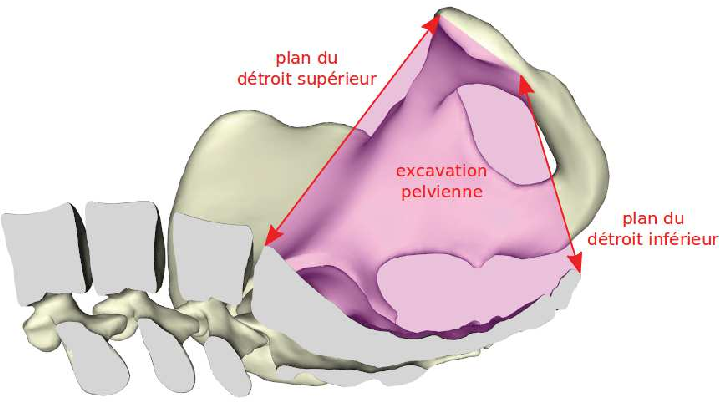 plan du
détroit supérieur
excavation
pelvienne
plan du
détroit inférieur